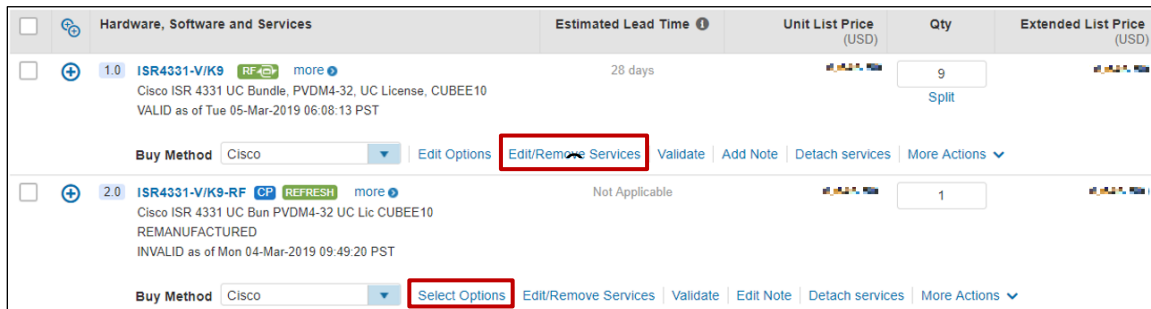 Hardware, Software and Services Estimated Lead Time Unit List Price (USD) Qty Extended List Price (USD)
1.0 ISR4331-V/K9 RF more 28 days 9
Cisco ISR 4331 UC Bundle, PVDM4-32, UC License, CUBEE10 Split
VALID as of Tue 05-Mar-2019 06:08:13 PST
Buy Method Cisco Edit Options Edit/Remove Services Validate Add Note Detach services More Actions
2.0 ISR4331-V/K9-RF CP REFRESH more Not Applicable 1
Cisco ISR 4331 UC Bun PVDM4-32 UC Lic CUBEE10
REMANUFACTURED
INVALID as of Mon 04-Mar-2019 09:49:20 PST
Buy Method Cisco Select Options Edit/Remove Services Validate Edit Note Detach services More Actions